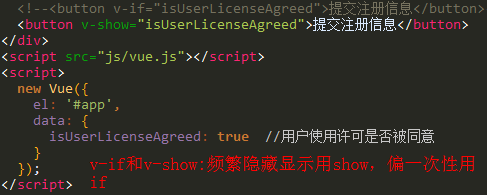 <!--<button v-if="isUserLicenseAgreed">提交注册信息</button>
<button v-show="isUserLicenseAgreed">提交注册信息</button>
</div>
<script src="js/vue.js"></script>
<script>
new Vue({
el: '#app',
data: {
isUserLicenseAgreed: true //用户使用许可是否被同意
}
});
v-if和v-show:频繁隐藏显示用show，偏一次性用
if
</script>